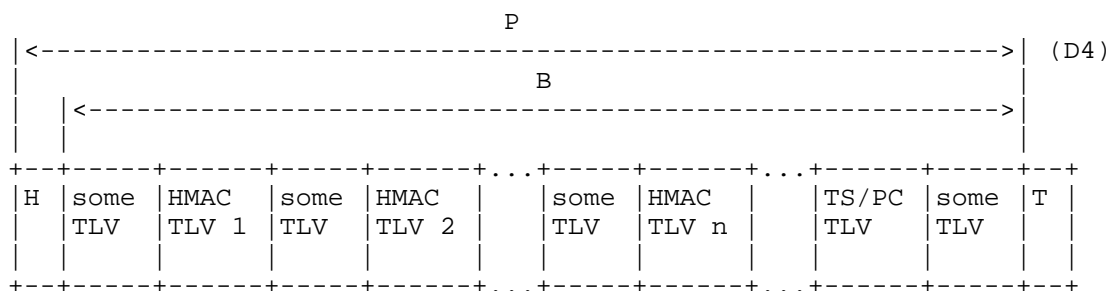 P
|<------------------------------------------------------------>| (D4)
|                                B                             |
|  |<--------------------------------------------------------->|
|  |                                                           |
+--+-----+------+-----+------+...+-----+------+...+------+-----+--+
|H |some |HMAC  |some |HMAC  |   |some |HMAC  |   |TS/PC |some |T |
|  |TLV  |TLV 1 |TLV  |TLV 2 |   |TLV  |TLV n |   |TLV   |TLV  |  |
|  |     |      |     |      |   |     |      |   |      |     |  |
+--+-----+------+-----+------+...+-----+------+...+------+-----+--+